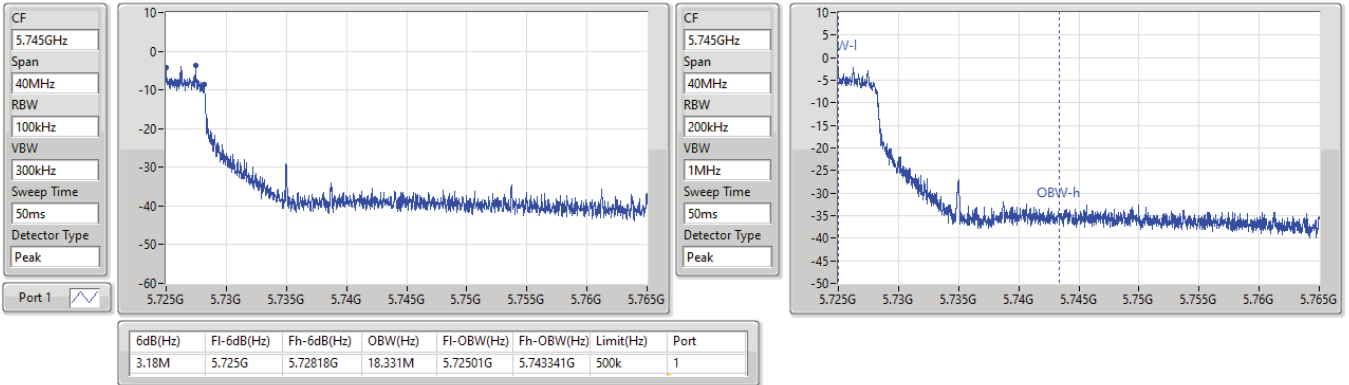 CF
5.745GHz
Span
40MHz
RBW
100kHz
VBW
300kHz
Sweep Time
50ms
Detector Type
Peak
Port 1
10-
0-
-10-
-20-
-30-
-40-
-50-
-60-
5.725G 5.73G 5.735G 5.74G 5.745G 5.75G 5.755G 5.76G 5.765G
CF
5.745GHz
Span
40MHz
RBW
200kHz
VBW
1MHz
Sweep Time
50ms
Detector Type
Peak
10-
5-
0-
-5-
-10-
-15-
-20-
-25-
-30-
-35-
-40-
-45-
-50-
W-l
OBW-h
5.725G 5.73G 5.735G 5.74G 5.745G 5.75G 5.755G 5.76G 5.765G
6dB(Hz) Fl-6dB(Hz) Fh-6dB(Hz) OBW(Hz) Fl-OBW(Hz) Fh-OBW(Hz) Limit(Hz) Port
3.18M 5.725G 5.72818G 18.331M 5.72501G 5.743341G 500k 1